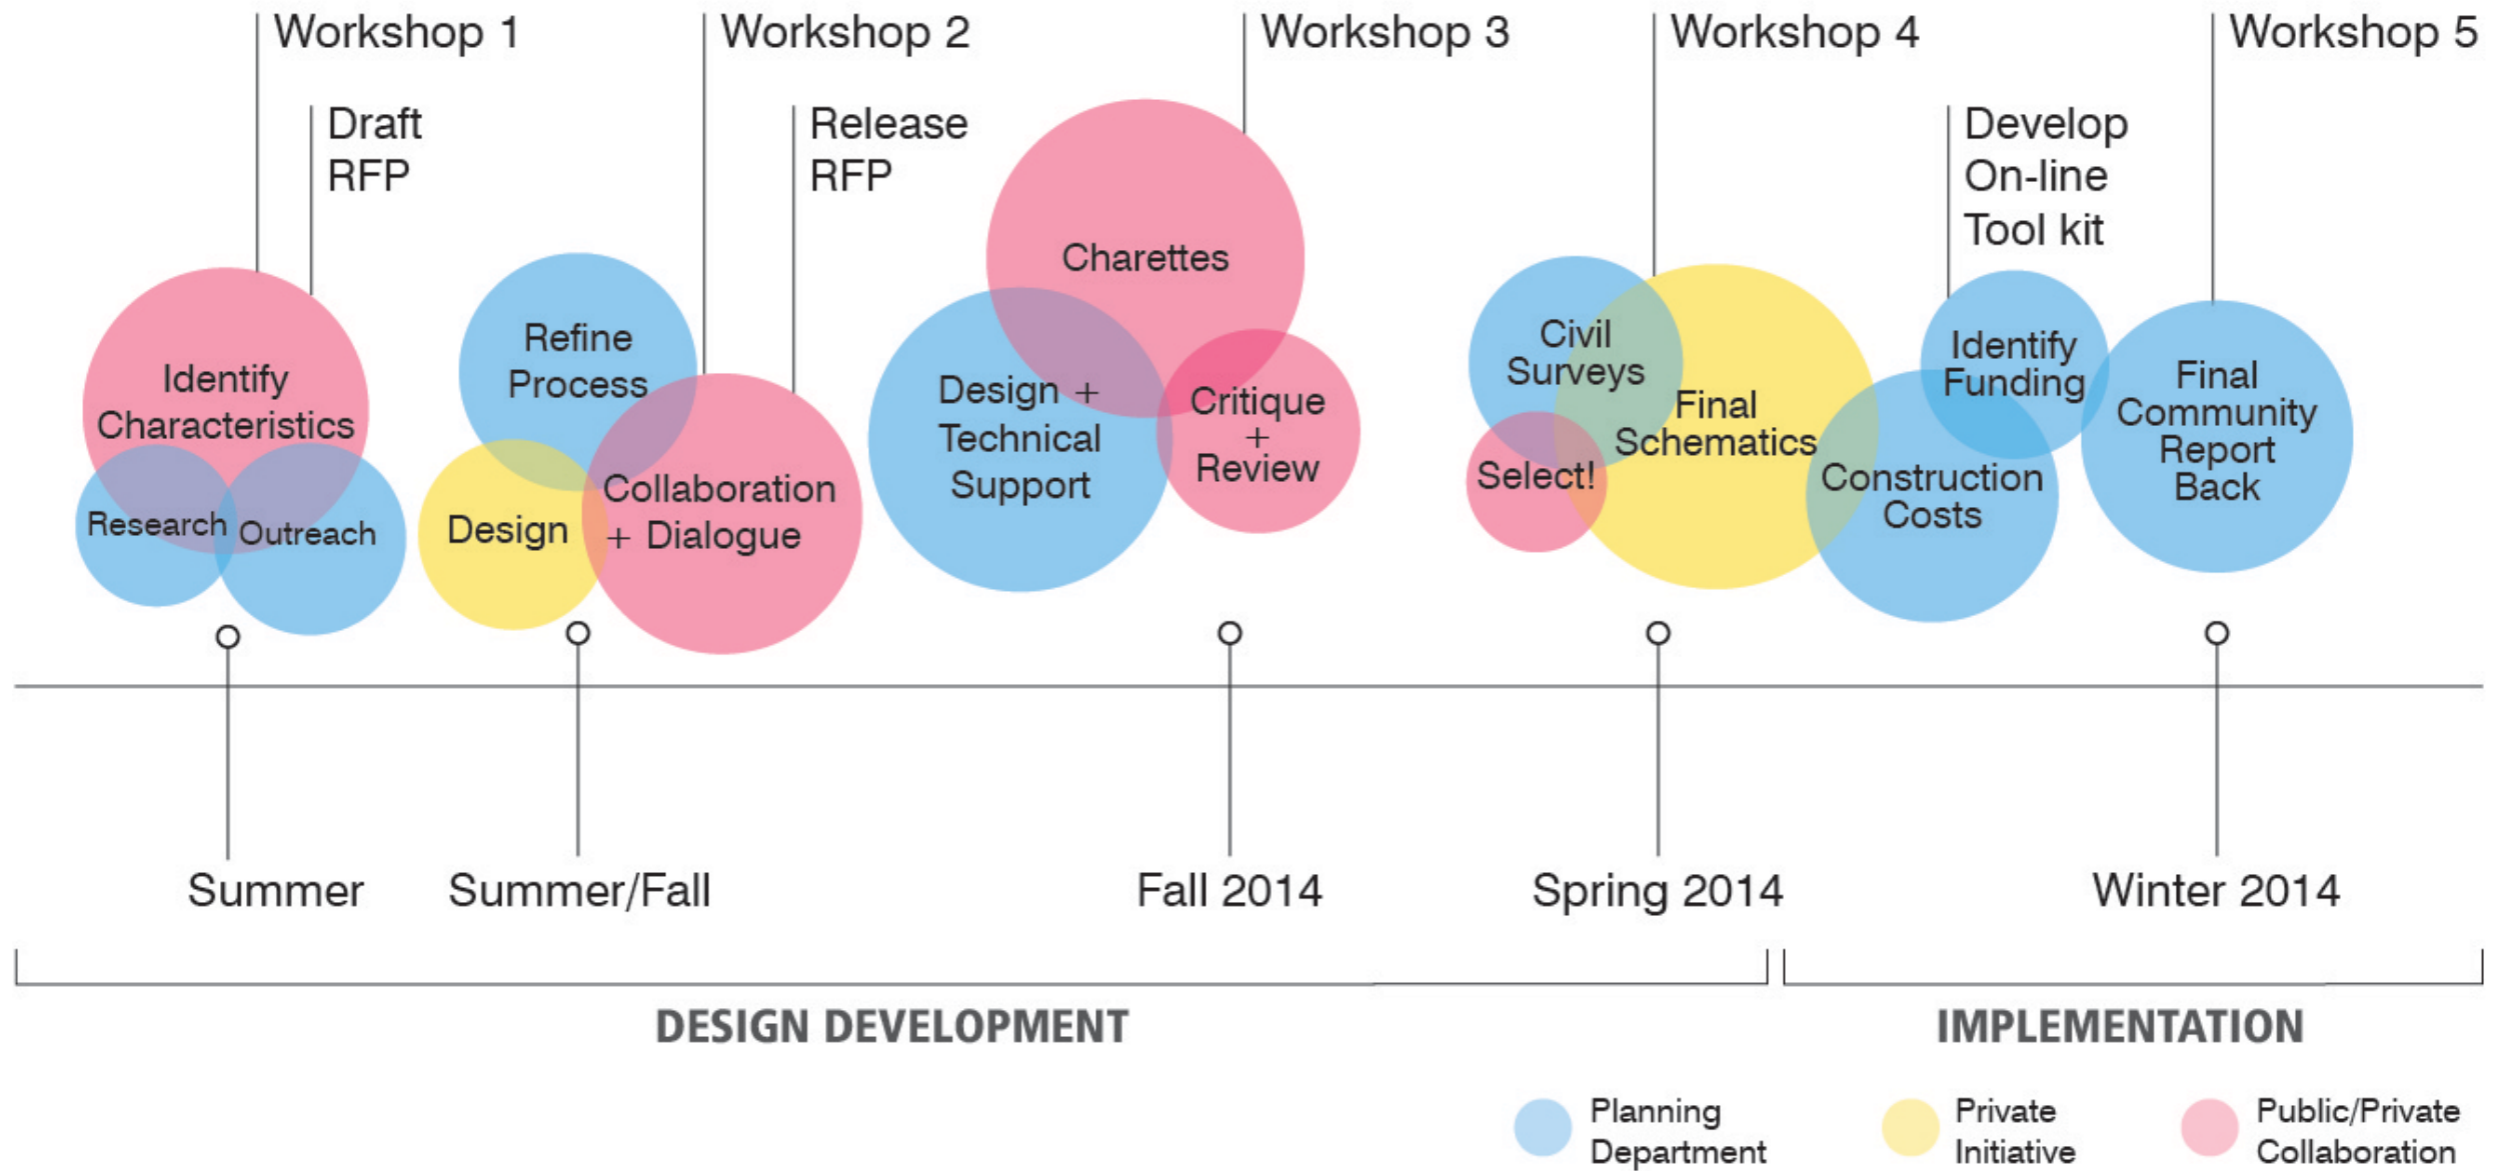 Workshop 1
Workshop 2
Workshop 3
Workshop 4
Workshop 5
Draft
RFP
Release
RFP
Develop
On-line
Tool kit
Identify
Characteristics
Research
Outreach
Refine
Process
Design
Collaboration
+ Dialogue
Charettes
Design +
Technical
Support
Critique
+
Review
Civil
Surveys
Select!
Final
Schematics
Construction
Costs
Identify
Funding
Final
Community
Report
Back
Summer
Summer/Fall
Fall 2014
Spring 2014
Winter 2014
DESIGN DEVELOPMENT
IMPLEMENTATION
Planning
Department
Private
Initiative
Public/Private
Collaboration